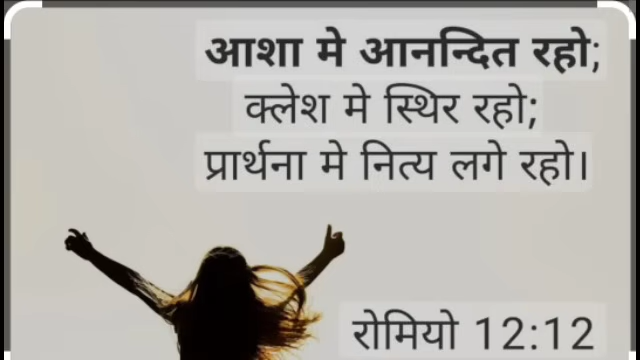 आशा मे आनन्दित रहो;
क्लेश मे स्थिर रहो;
प्रार्थना मे नित्य लगे रहो।
रोमियो 12:12